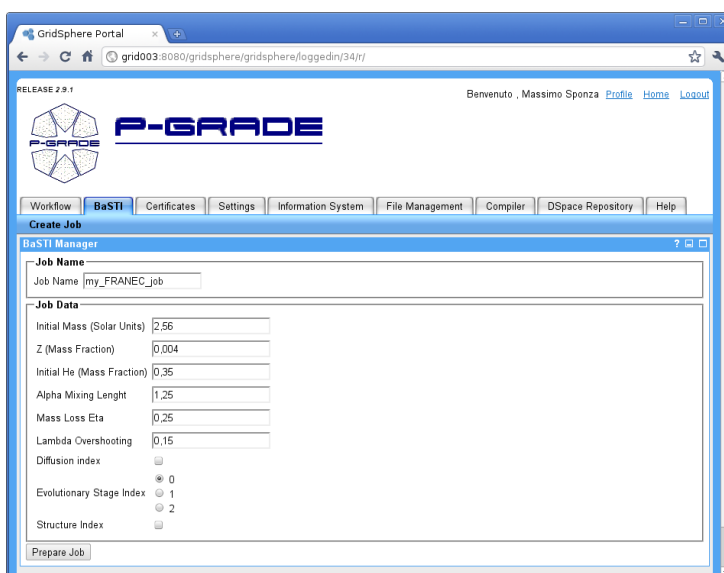 GridSphere Portal
grid003:8080/gridsphere/gridsphere/loggedin/34/r/
RELEASE 2.9.1
Benvenuto , Massimo Sponza Profile Home Logout
P-GRADE
P-GRADE
Workflow BaSTI Certificates Settings Information System File Management Compiler DSpace Repository Help
Create Job
BaSTI Manager ?
Job Name
Job Name my_FRANEC_job
Job Data
Initial Mass (Solar Units) 2,56
Z (Mass Fraction) 0,004
Initial He (Mass Fraction) 0,35
Alpha Mixing Lenght 1,25
Mass Loss Eta 0,25
Lambda Overshooting 0,15
Diffusion index
0
Evolutionary Stage Index 1
2
Structure Index
Prepare Job